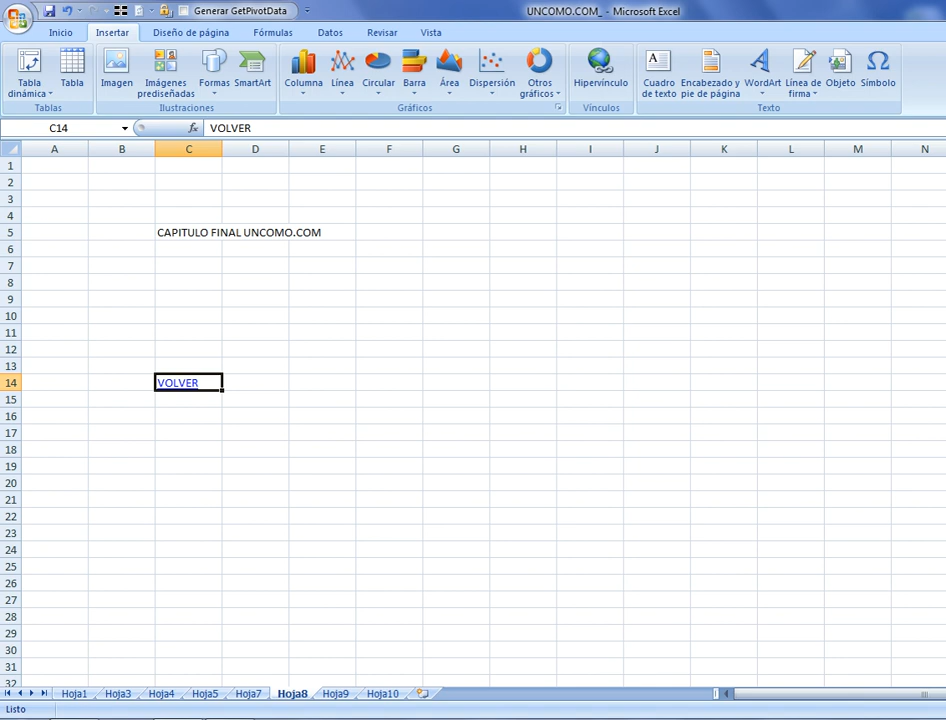 Generar GetPivotData
UNCOMO.COM_ - Microsoft Excel
Inicio Insertar Diseño de página Fórmulas Datos Revisar Vista
Tabla dinámica Tabla Imagen Imágenes prediseñadas Formas SmartArt Columna Línea Circular Barra Área Dispersión Otros gráficos Hipervínculo Cuadro de texto Encabezado y pie de página WordArt Línea de firma Objeto Símbolo
Tablas Ilustraciones Gráficos Vínculos Texto
C14 fx VOLVER
A B C D E F G H I J K L M N
1
2
3
4
5 CAPITULO FINAL UNCOMO.COM
6
7
8
9
10
11
12
13
14 VOLVER
15
16
17
18
19
20
21
22
23
24
25
26
27
28
29
30
31
32
Hoja1 Hoja3 Hoja4 Hoja5 Hoja7 Hoja8 Hoja9 Hoja10
Listo